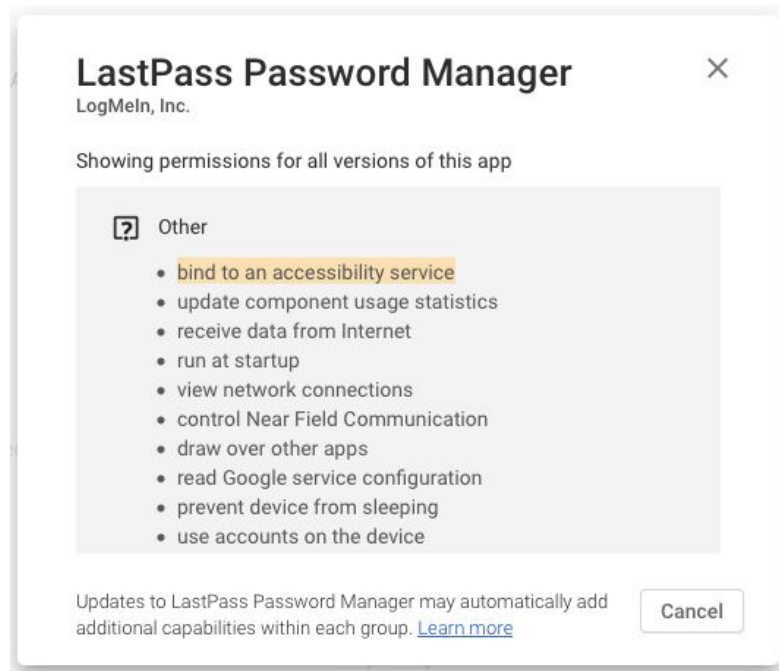 LastPass Password Manager
LogMeIn, Inc.
Showing permissions for all versions of this app
Other
• bind to an accessibility service
• update component usage statistics
• receive data from Internet
• run at startup
• view network connections
• control Near Field Communication
• draw over other apps
• read Google service configuration
• prevent device from sleeping
• use accounts on the device
Updates to LastPass Password Manager may automatically add
additional capabilities within each group. Learn more
Cancel